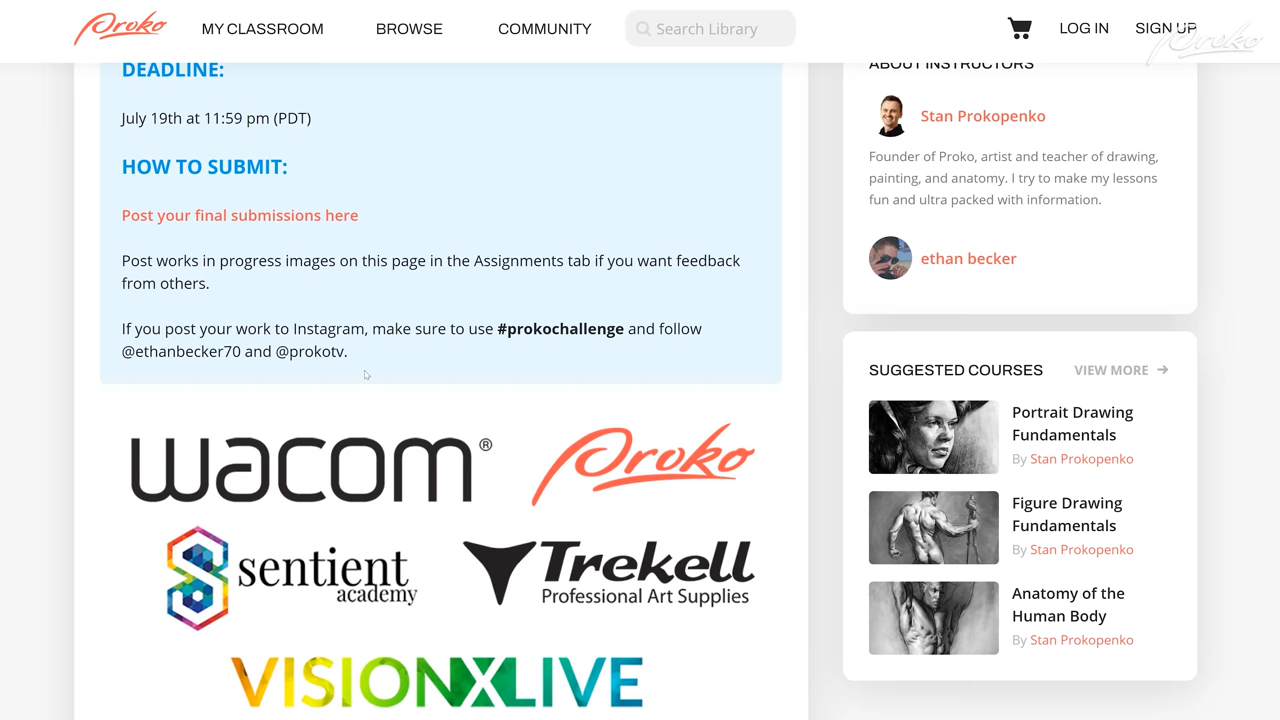 Proko
MY CLASSROOM
BROWSE
COMMUNITY
Search Library
LOG IN
SIGN UP
Proko
DEADLINE:
July 19th at 11:59 pm (PDT)
HOW TO SUBMIT:
Post your final submissions here
Post works in progress images on this page in the Assignments tab if you want feedback
from others.
If you post your work to Instagram, make sure to use #prokochallenge and follow
@ethanbecker70 and @prokotv.
wacom®
Proko
sentient
academy
Trekell
Professional Art Supplies
VISIONXLIVE
ABOUT INSTRUCTORS
Stan Prokopenko
Founder of Proko, artist and teacher of drawing,
painting, and anatomy. I try to make my lessons
fun and ultra packed with information.
ethan becker
SUGGESTED COURSES
VIEW MORE
Portrait Drawing
Fundamentals
By Stan Prokopenko
Figure Drawing
Fundamentals
By Stan Prokopenko
Anatomy of the
Human Body
By Stan Prokopenko